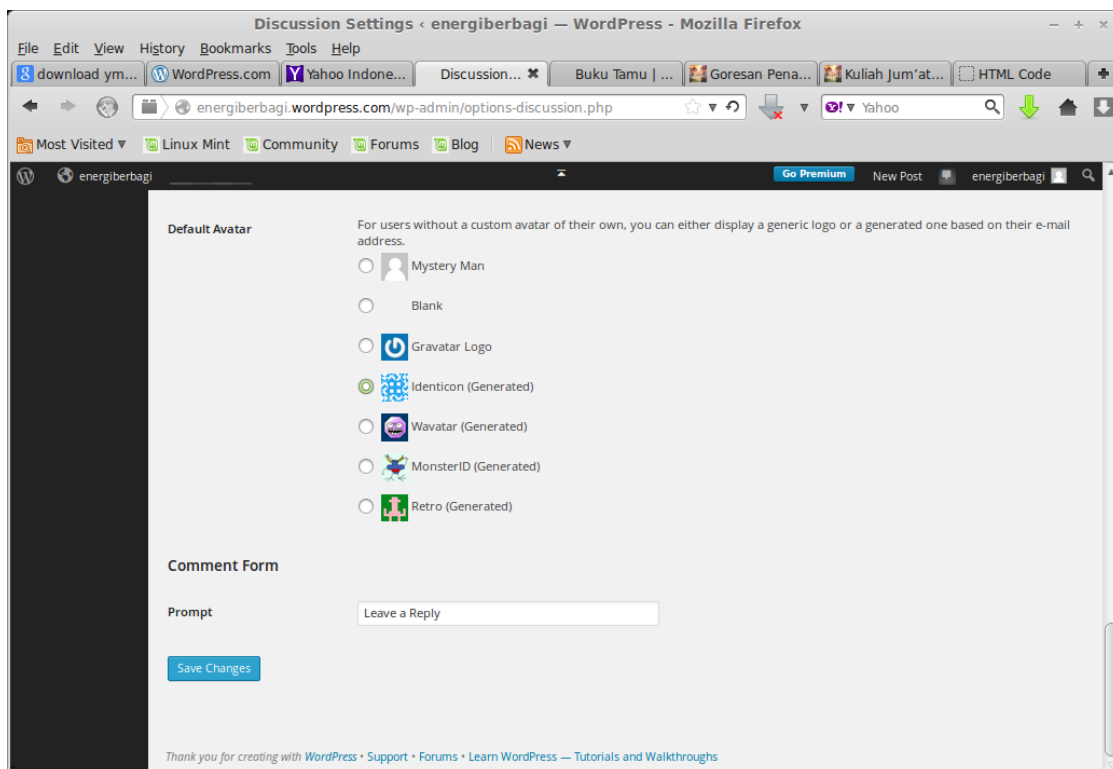 Discussion Settings ‹ energiberbagi — WordPress - Mozilla Firefox
File Edit View History Bookmarks Tools Help
download ym... WordPress.com Yahoo Indone... Discussion... Buku Tamu | ... Goresan Pena... Kuliah Jum'at... HTML Code
energiberbagi.wordpress.com/wp-admin/options-discussion.php Yahoo
Most Visited Linux Mint Community Forums Blog News
energiberbagi Go Premium New Post energiberbagi
Default Avatar
For users without a custom avatar of their own, you can either display a generic logo or a generated one based on their e-mail
address.
Mystery Man
Blank
Gravatar Logo
Identicon (Generated)
Wavatar (Generated)
MonsterID (Generated)
Retro (Generated)
Comment Form
Prompt Leave a Reply
Save Changes
Thank you for creating with WordPress • Support • Forums • Learn WordPress — Tutorials and Walkthroughs